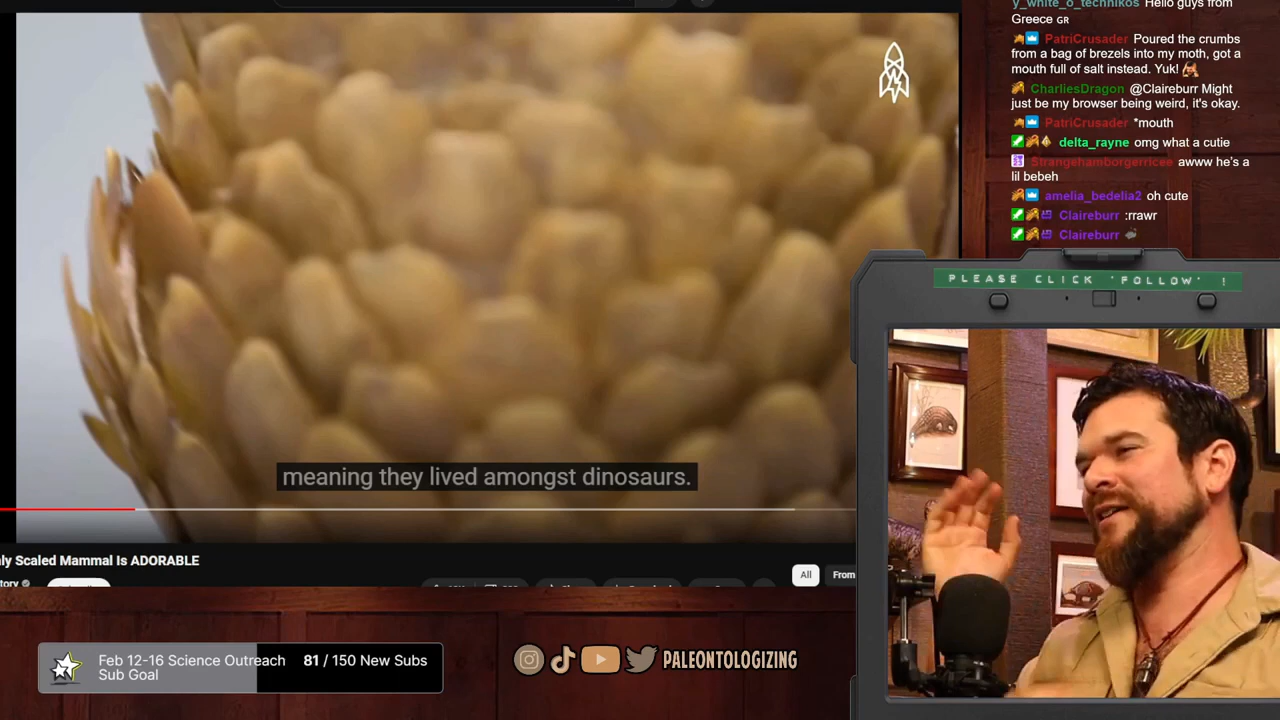 y_white_o_technikos Hello guys from
Greece GR
PatriCrusader Poured the crumbs
from a bag of brezels into my moth, got a
mouth full of salt instead. Yuk!
CharliesDragon @Claireburr Might
just be my browser being weird, it's okay.
PatriCrusader *mouth
delta_rayne omg what a cutie
Strangehamborgerricee awww he's a
lil bebeh
amelia_bedelia2 oh cute
Claireburr :rrawr
Claireburr
PLEASE CLICK 'FOLLOW' !
meaning they lived amongst dinosaurs.
ly Scaled Mammal Is ADORABLE
tory
All
From
Feb 12-16 Science Outreach
Sub Goal
81 / 150 New Subs
PALEONTOLOGIZING